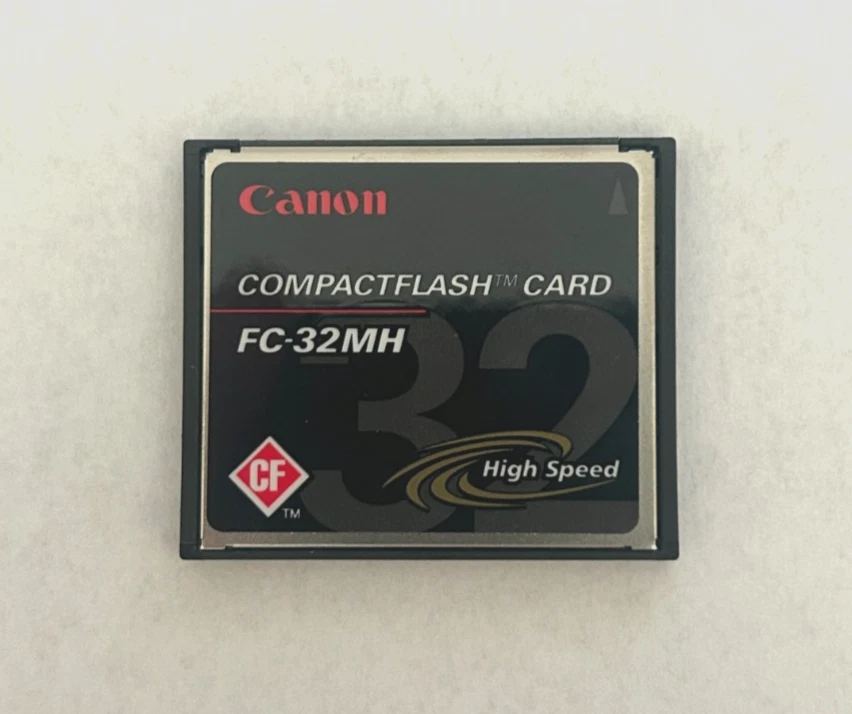 Canon
COMPACTFLASH™ CARD
FC-32MH
32
CF
TM
High Speed